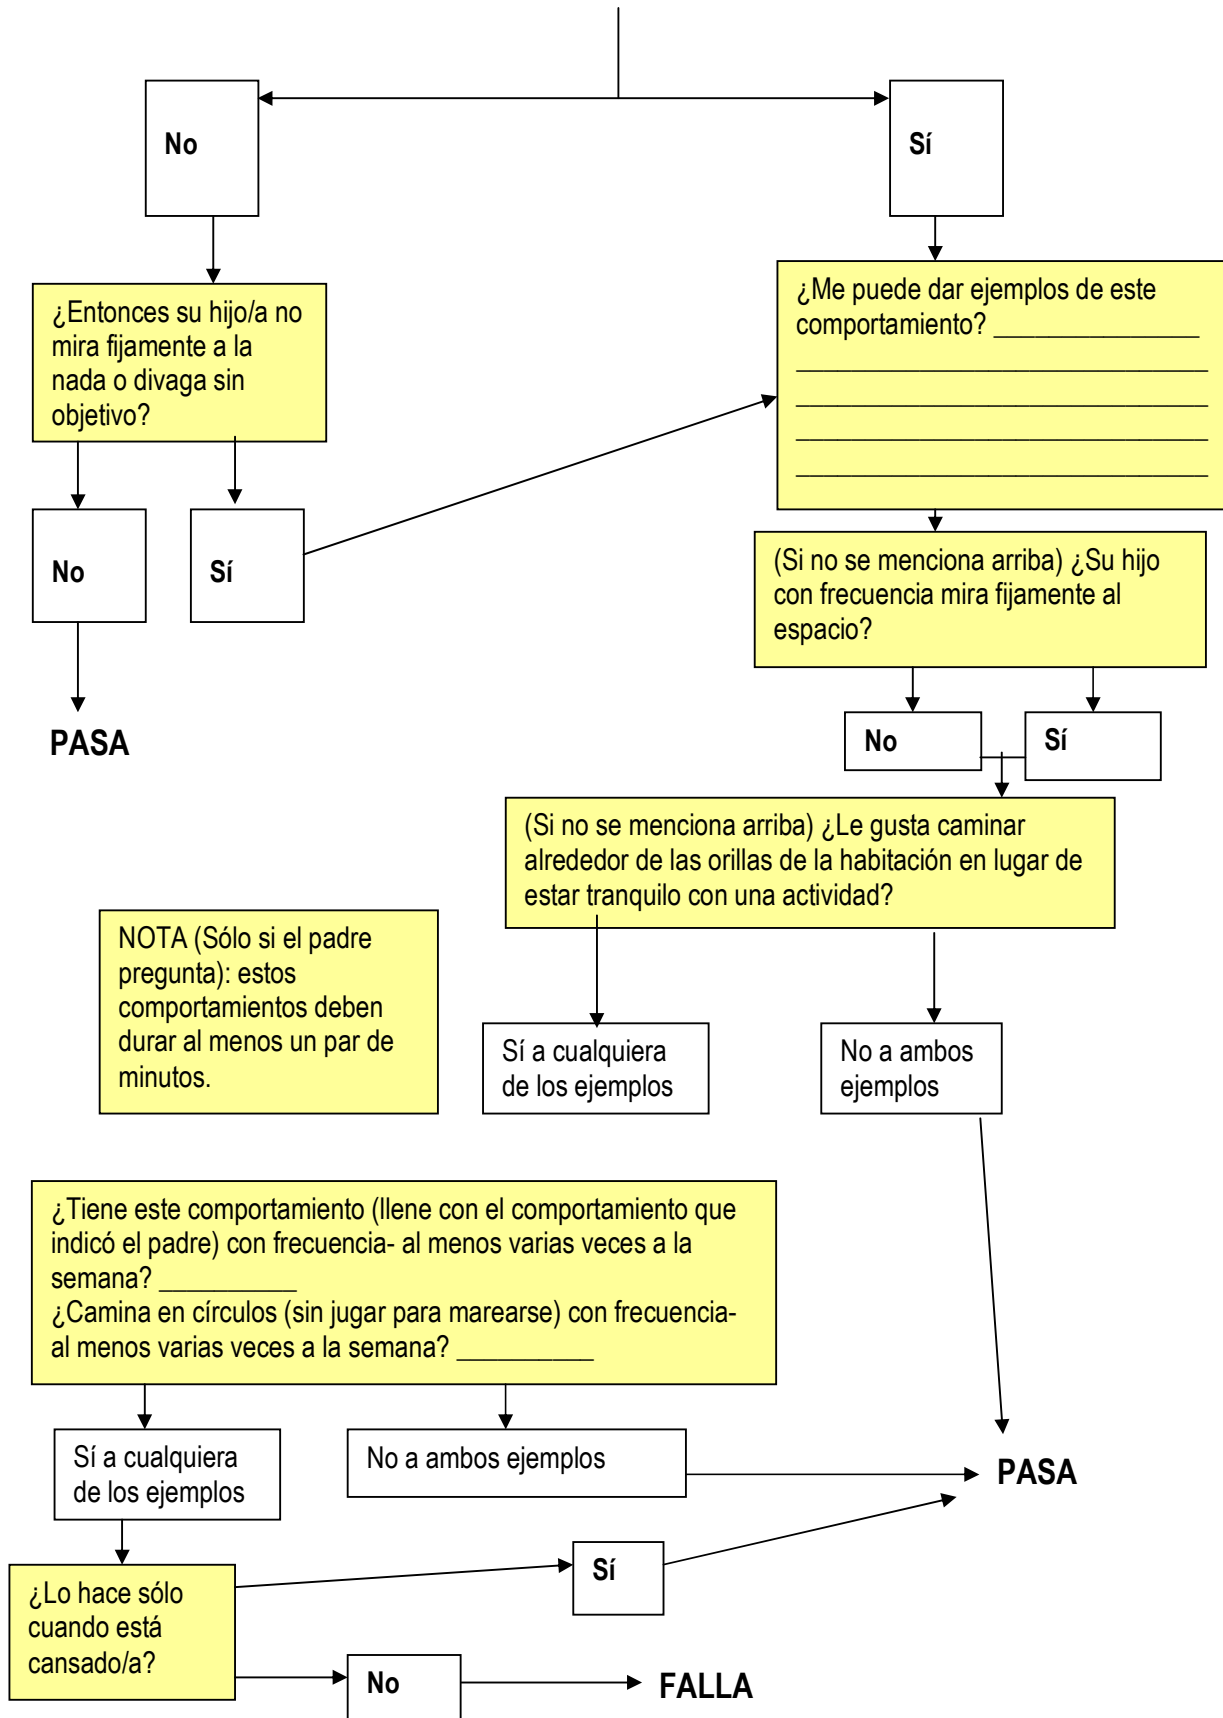 No
Sí
¿Entonces su hijo/a no
mira fijamente a la
nada o divaga sin
objetivo?
¿Me puede dar ejemplos de este
comportamiento? _______________
______________________________
______________________________
______________________________
______________________________
No
Sí
(Si no se menciona arriba) ¿Su hijo
con frecuencia mira fijamente al
espacio?
PASA
No
Sí
(Si no se menciona arriba) ¿Le gusta caminar
alrededor de las orillas de la habitación en lugar de
estar tranquilo con una actividad?
NOTA (Sólo si el padre
pregunta): estos
comportamientos deben
durar al menos un par de
minutos.
Sí a cualquiera
de los ejemplos
No a ambos
ejemplos
¿Tiene este comportamiento (llene con el comportamiento que
indicó el padre) con frecuencia- al menos varias veces a la
semana? __________
¿Camina en círculos (sin jugar para marearse) con frecuencia-
al menos varias veces a la semana? __________
Sí a cualquiera
de los ejemplos
No a ambos ejemplos
PASA
¿Lo hace sólo
cuando está
cansado/a?
Sí
No
FALLA